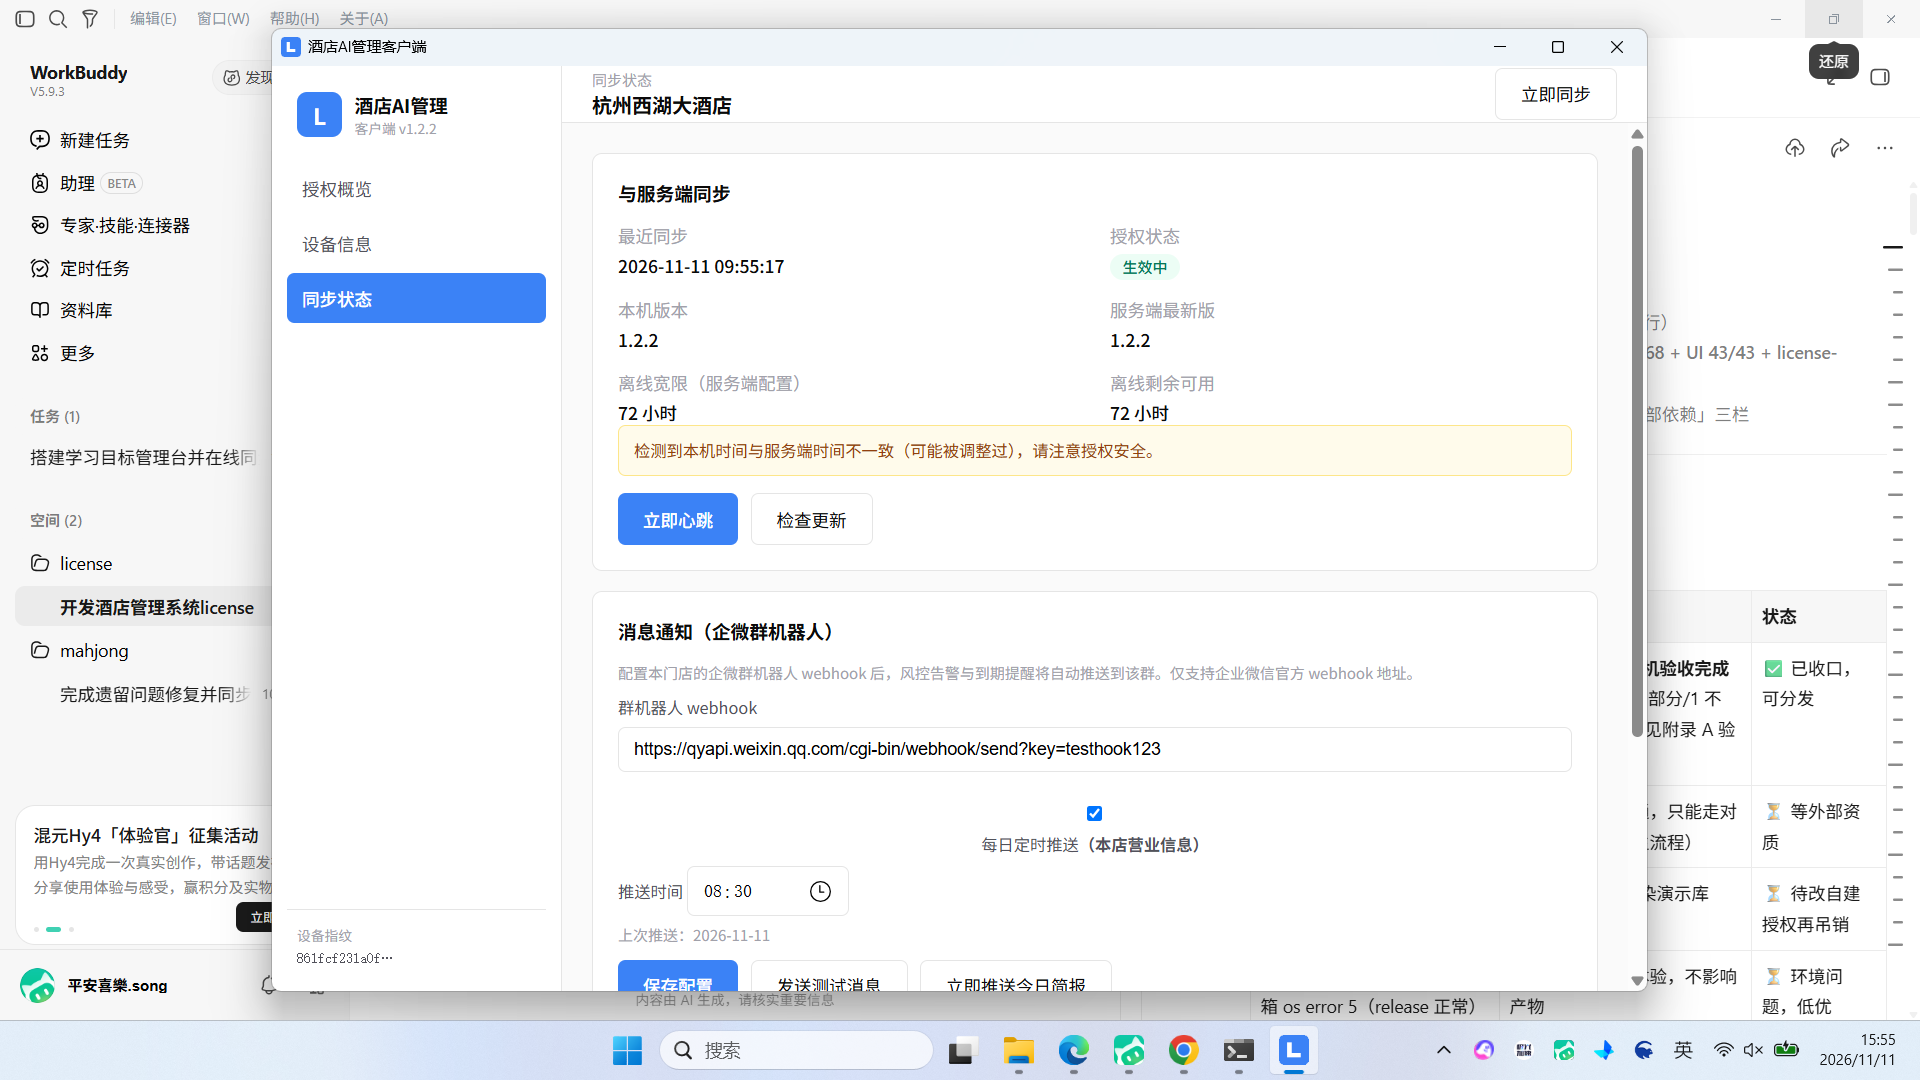 编辑(E) 窗口(W) 帮助(H) 关于(A)
WorkBuddy
V5.9.3
发现
新建任务
助理 BETA
专家·技能·连接器
定时任务
资料库
更多
任务 (1)
搭建学习目标管理台并在线同
空间 (2)
license
开发酒店管理系统license
mahjong
完成遗留问题修复并同步
混元Hy4「体验官」征集活动
用Hy4完成一次真实创作，带话题发
分享使用体验与感受，赢积分及实物
立即
平安喜樂.song
L 酒店AI管理客户端
L
酒店AI管理
客户端 v1.2.2
授权概览
设备信息
同步状态
设备指纹
861fcf231a0f…
同步状态
杭州西湖大酒店
立即同步
与服务端同步
最近同步
2026-11-11 09:55:17
授权状态
生效中
本机版本
1.2.2
服务端最新版
1.2.2
离线宽限（服务端配置）
72 小时
离线剩余可用
72 小时
检测到本机时间与服务端时间不一致（可能被调整过），请注意授权安全。
立即心跳
检查更新
消息通知（企微群机器人）
配置本门店的企微群机器人 webhook 后，风控告警与到期提醒将自动推送到该群。仅支持企业微信官方 webhook 地址。
群机器人 webhook
https://qyapi.weixin.qq.com/cgi-bin/webhook/send?key=testhook123
每日定时推送（本店营业信息）
推送时间 08:30
上次推送：2026-11-11
保存配置
发送测试消息
立即推送今日简报
内容由 AI 生成，请核实重要信息
还原
行）
68 + UI 43/43 + license-
部依赖」三栏
状态
机验收完成
部分/1 不
见附录 A 验
✅ 已收口，
可分发
，只能走对
流程）
⏳ 等外部资
质
染演示库
⏳ 待改自建
授权再吊销
验，不影响
⏳ 环境问
题，低优
箱 os error 5（release 正常）
产物
搜索
L
英
15:55
2026/11/11